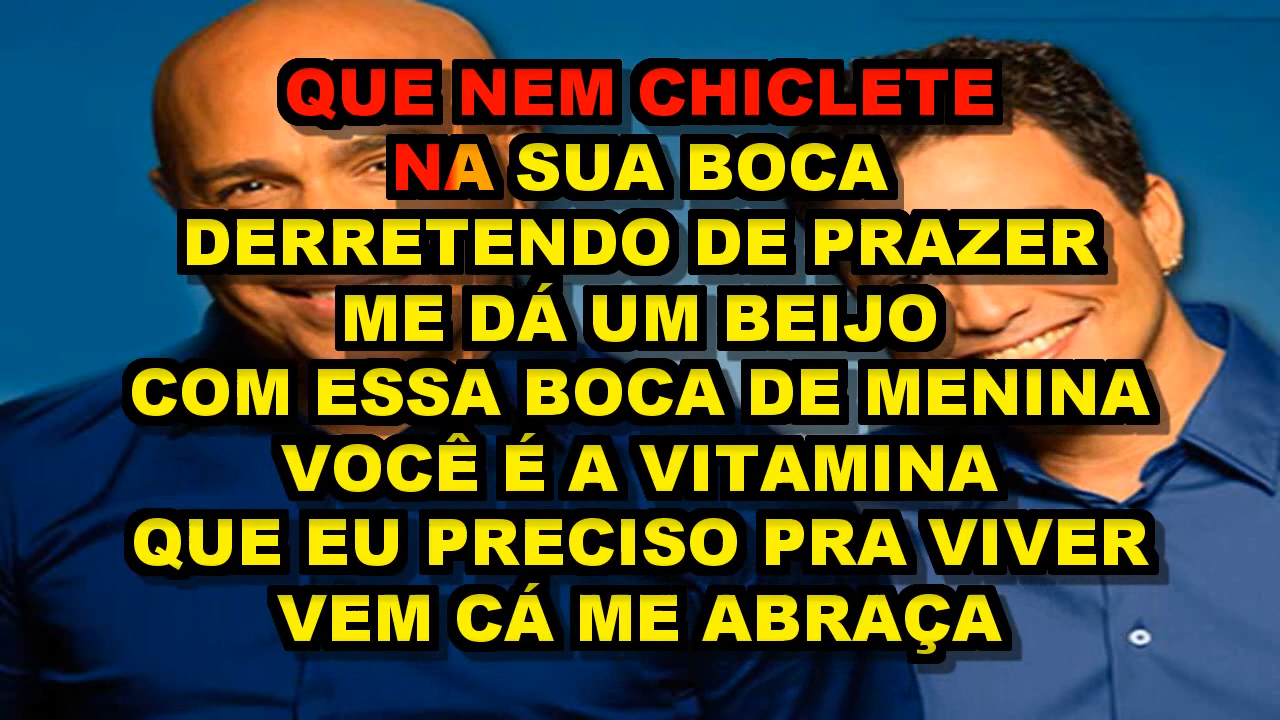 QUE NEM CHICLETE
NA SUA BOCA
DERRETENDO DE PRAZER
ME DÁ UM BEIJO
COM ESSA BOCA DE MENINA
VOCÊ É A VITAMINA
QUE EU PRECISO PRA VIVER
VEM CÁ ME ABRAÇA